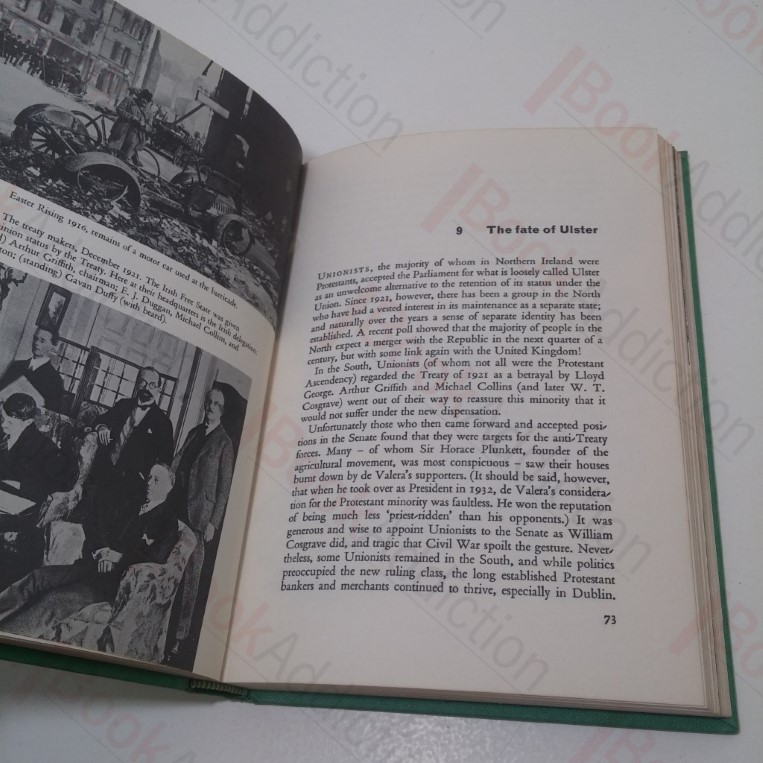 Easter Rising 1916, remains of a motor car used at the barricade.
The treaty makers, December 1921. The Irish Free State was given
union status by the Treaty. Here at their headquarters is the Irish delegation:
Arthur Griffith, chairman; E. J. Duggan, Michael Collins, and
(standing) Gavan Duffy (with beard).
9 The fate of Ulster
UNIONISTS, the majority of whom in Northern Ireland were
Protestants, accepted the Parliament for what is loosely called Ulster
as an unwelcome alternative to the retention of its status under the
Union. Since 1921, however, there has been a group in the North
who have had a vested interest in its maintenance as a separate state;
and naturally over the years a sense of separate identity has been
established. A recent poll showed that the majority of people in the
North expect a merger with the Republic in the next quarter of a
century, but with some link again with the United Kingdom!
In the South, Unionists (of whom not all were the Protestant
Ascendency) regarded the Treaty of 1921 as a betrayal by Lloyd
George. Arthur Griffith and Michael Collins (and later W. T.
Cosgrave) went out of their way to reassure this minority that it
would not suffer under the new dispensation.
Unfortunately those who then came forward and accepted posi-
tions in the Senate found that they were targets for the anti-Treaty
forces. Many – of whom Sir Horace Plunkett, founder of the
agricultural movement, was most conspicuous – saw their houses
burnt down by de Valera's supporters. (It should be said, however,
that when he took over as President in 1932, de Valera's considera-
tion for the Protestant minority was faultless. He won the reputation
of being much less 'priest-ridden' than his opponents.) It was
generous and wise to appoint Unionists to the Senate as William
Cosgrave did, and tragic that Civil War spoilt the gesture. Never-
theless, some Unionists remained in the South, and while politics
preoccupied the new ruling class, the long established Protestant
bankers and merchants continued to thrive, especially in Dublin.
73
BookAddiction